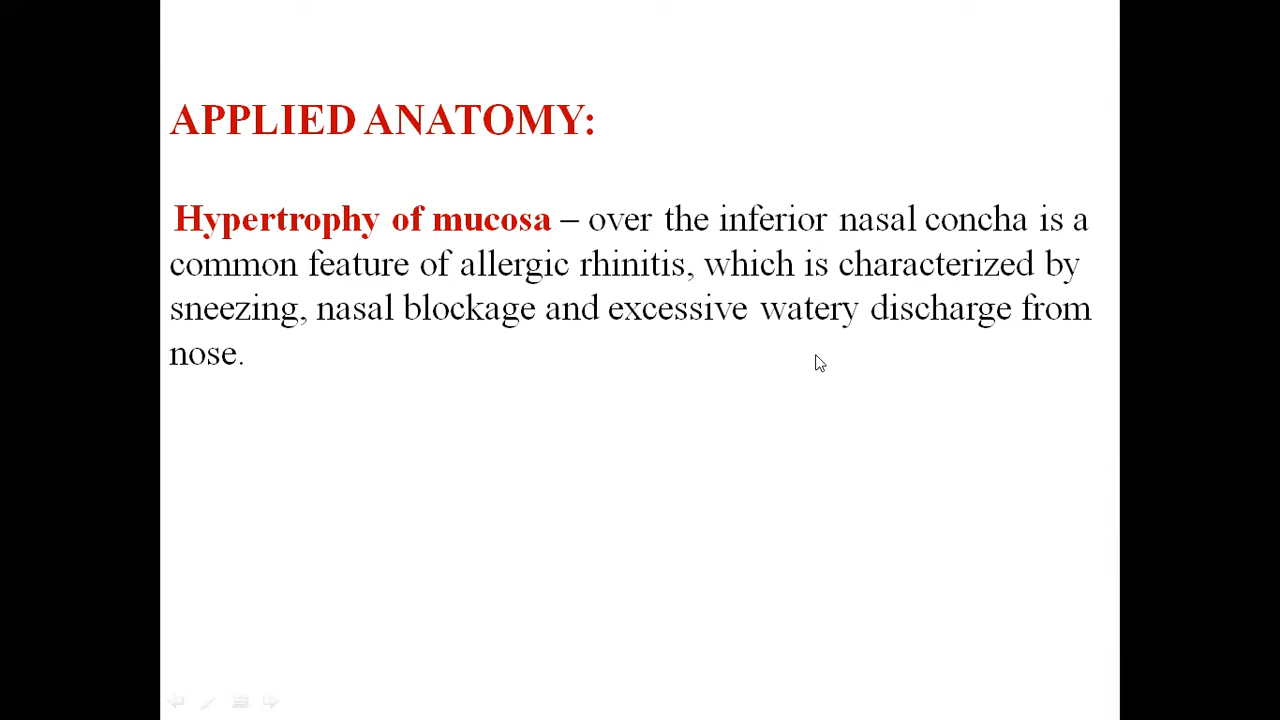 APPLIED ANATOMY:
Hypertrophy of mucosa – over the inferior nasal concha is a
common feature of allergic rhinitis, which is characterized by
sneezing, nasal blockage and excessive watery discharge from
nose.